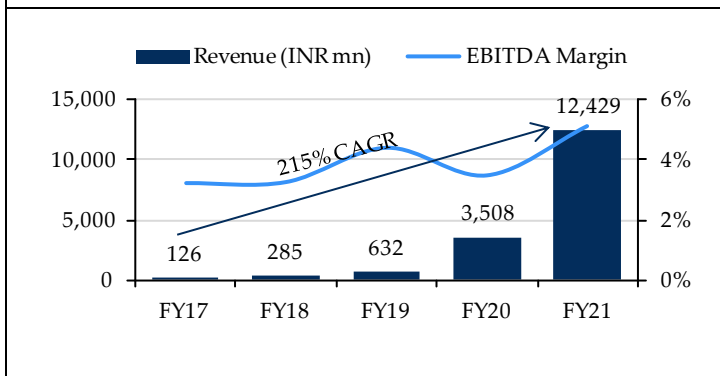 Revenue (INR mn) EBITDA Margin
15,000 12,429 6%
215% CAGR
10,000 4%
5,000 3,508 2%
126 285 632
0 0%
FY17 FY18 FY19 FY20 FY21